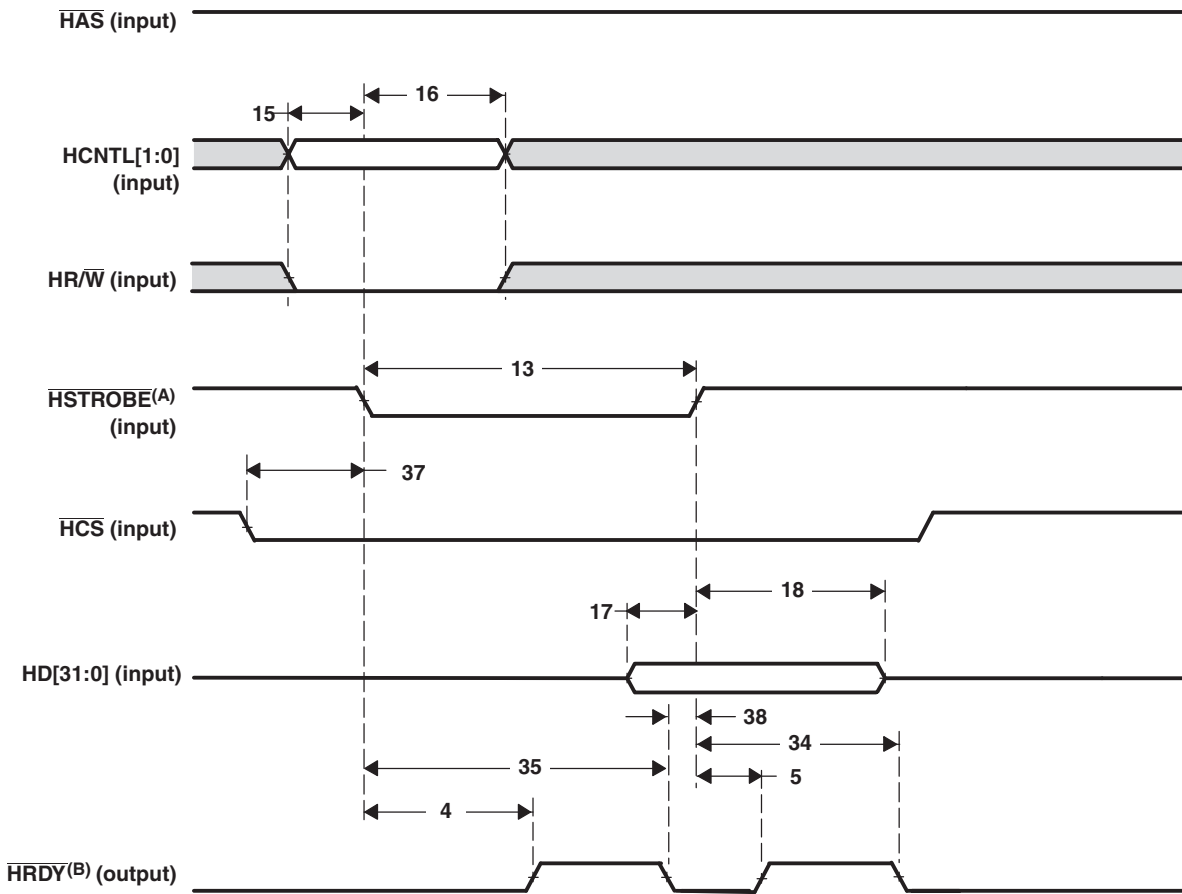 HAS (input)
16
15
HCNTL[1:0]
(input)
HR/W (input)
13
HSTROBE(A)
(input)
37
HCS (input)
18
17
HD[31:0] (input)
38
34
35
5
4
HRDY(B) (output)